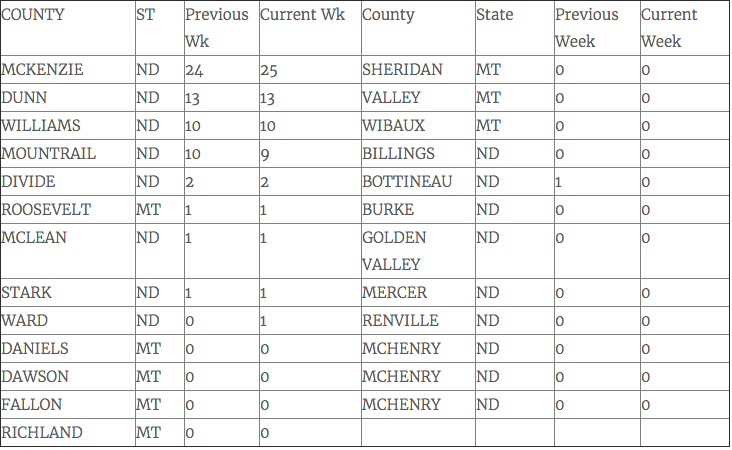 COUNTY ST Previous Wk Current Wk County State Previous Week Current Week
MCKENZIE ND 24 25 SHERIDAN MT 0 0
DUNN ND 13 13 VALLEY MT 0 0
WILLIAMS ND 10 10 WIBAUX MT 0 0
MOUNTRAIL ND 10 9 BILLINGS ND 0 0
DIVIDE ND 2 2 BOTTINEAU ND 1 0
ROOSEVELT MT 1 1 BURKE ND 0 0
MCLEAN ND 1 1 GOLDEN VALLEY ND 0 0
STARK ND 1 1 MERCER ND 0 0
WARD ND 0 1 RENVILLE ND 0 0
DANIELS MT 0 0 MCHENRY ND 0 0
DAWSON MT 0 0 MCHENRY ND 0 0
FALLON MT 0 0 MCHENRY ND 0 0
RICHLAND MT 0 0